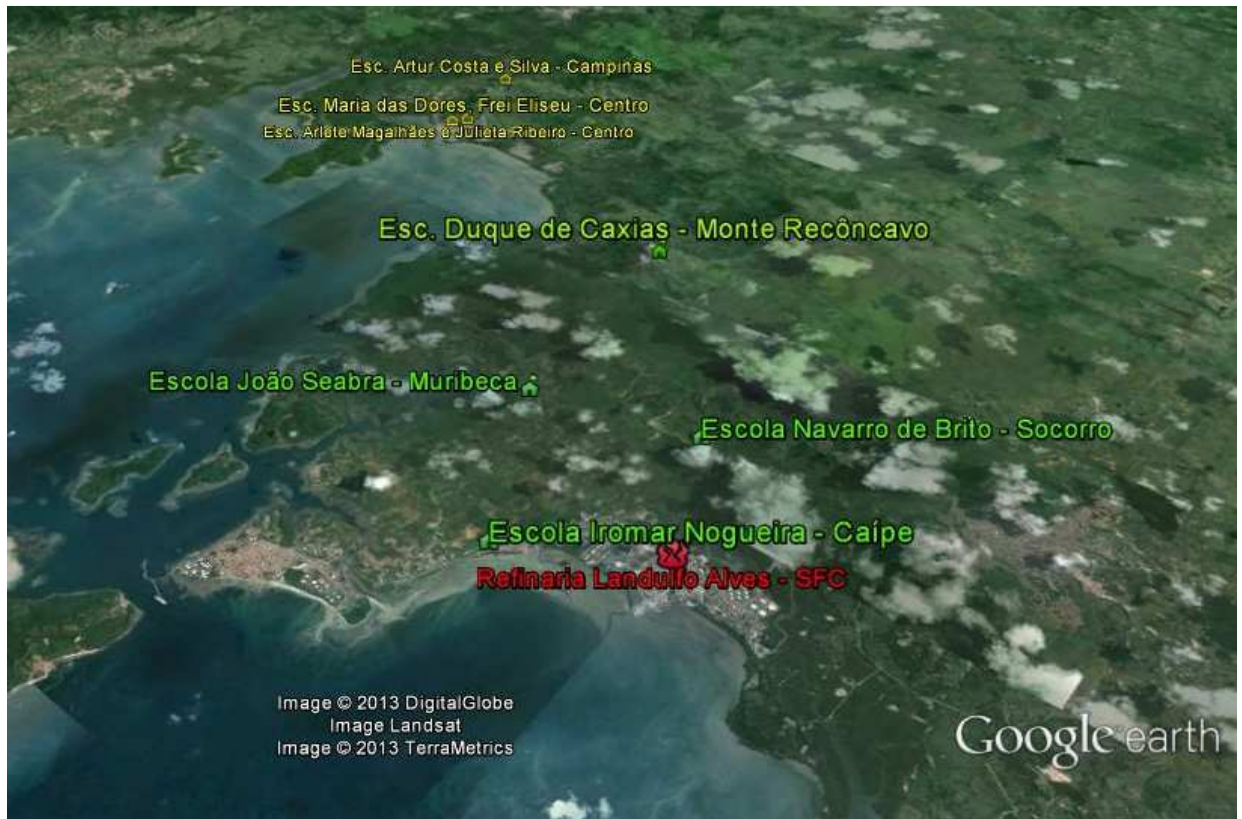 Esc. Artur Costa e Silva - Campinas
Esc. Maria das Dores, Frei Eliseu - Centro
Esc. Arlete Magalhães e Julieta Ribeiro - Centro
Esc. Duque de Caxias - Monte Recôncavo
Escola João Seabra - Muribeca
Escola Navarro de Brito - Socorro
Escola Iromar Nogueira - Caípe
Refinaria Landulfo Alves - SFC
Image © 2013 DigitalGlobe
Image Landsat
Image © 2013 TerraMetrics
Google earth